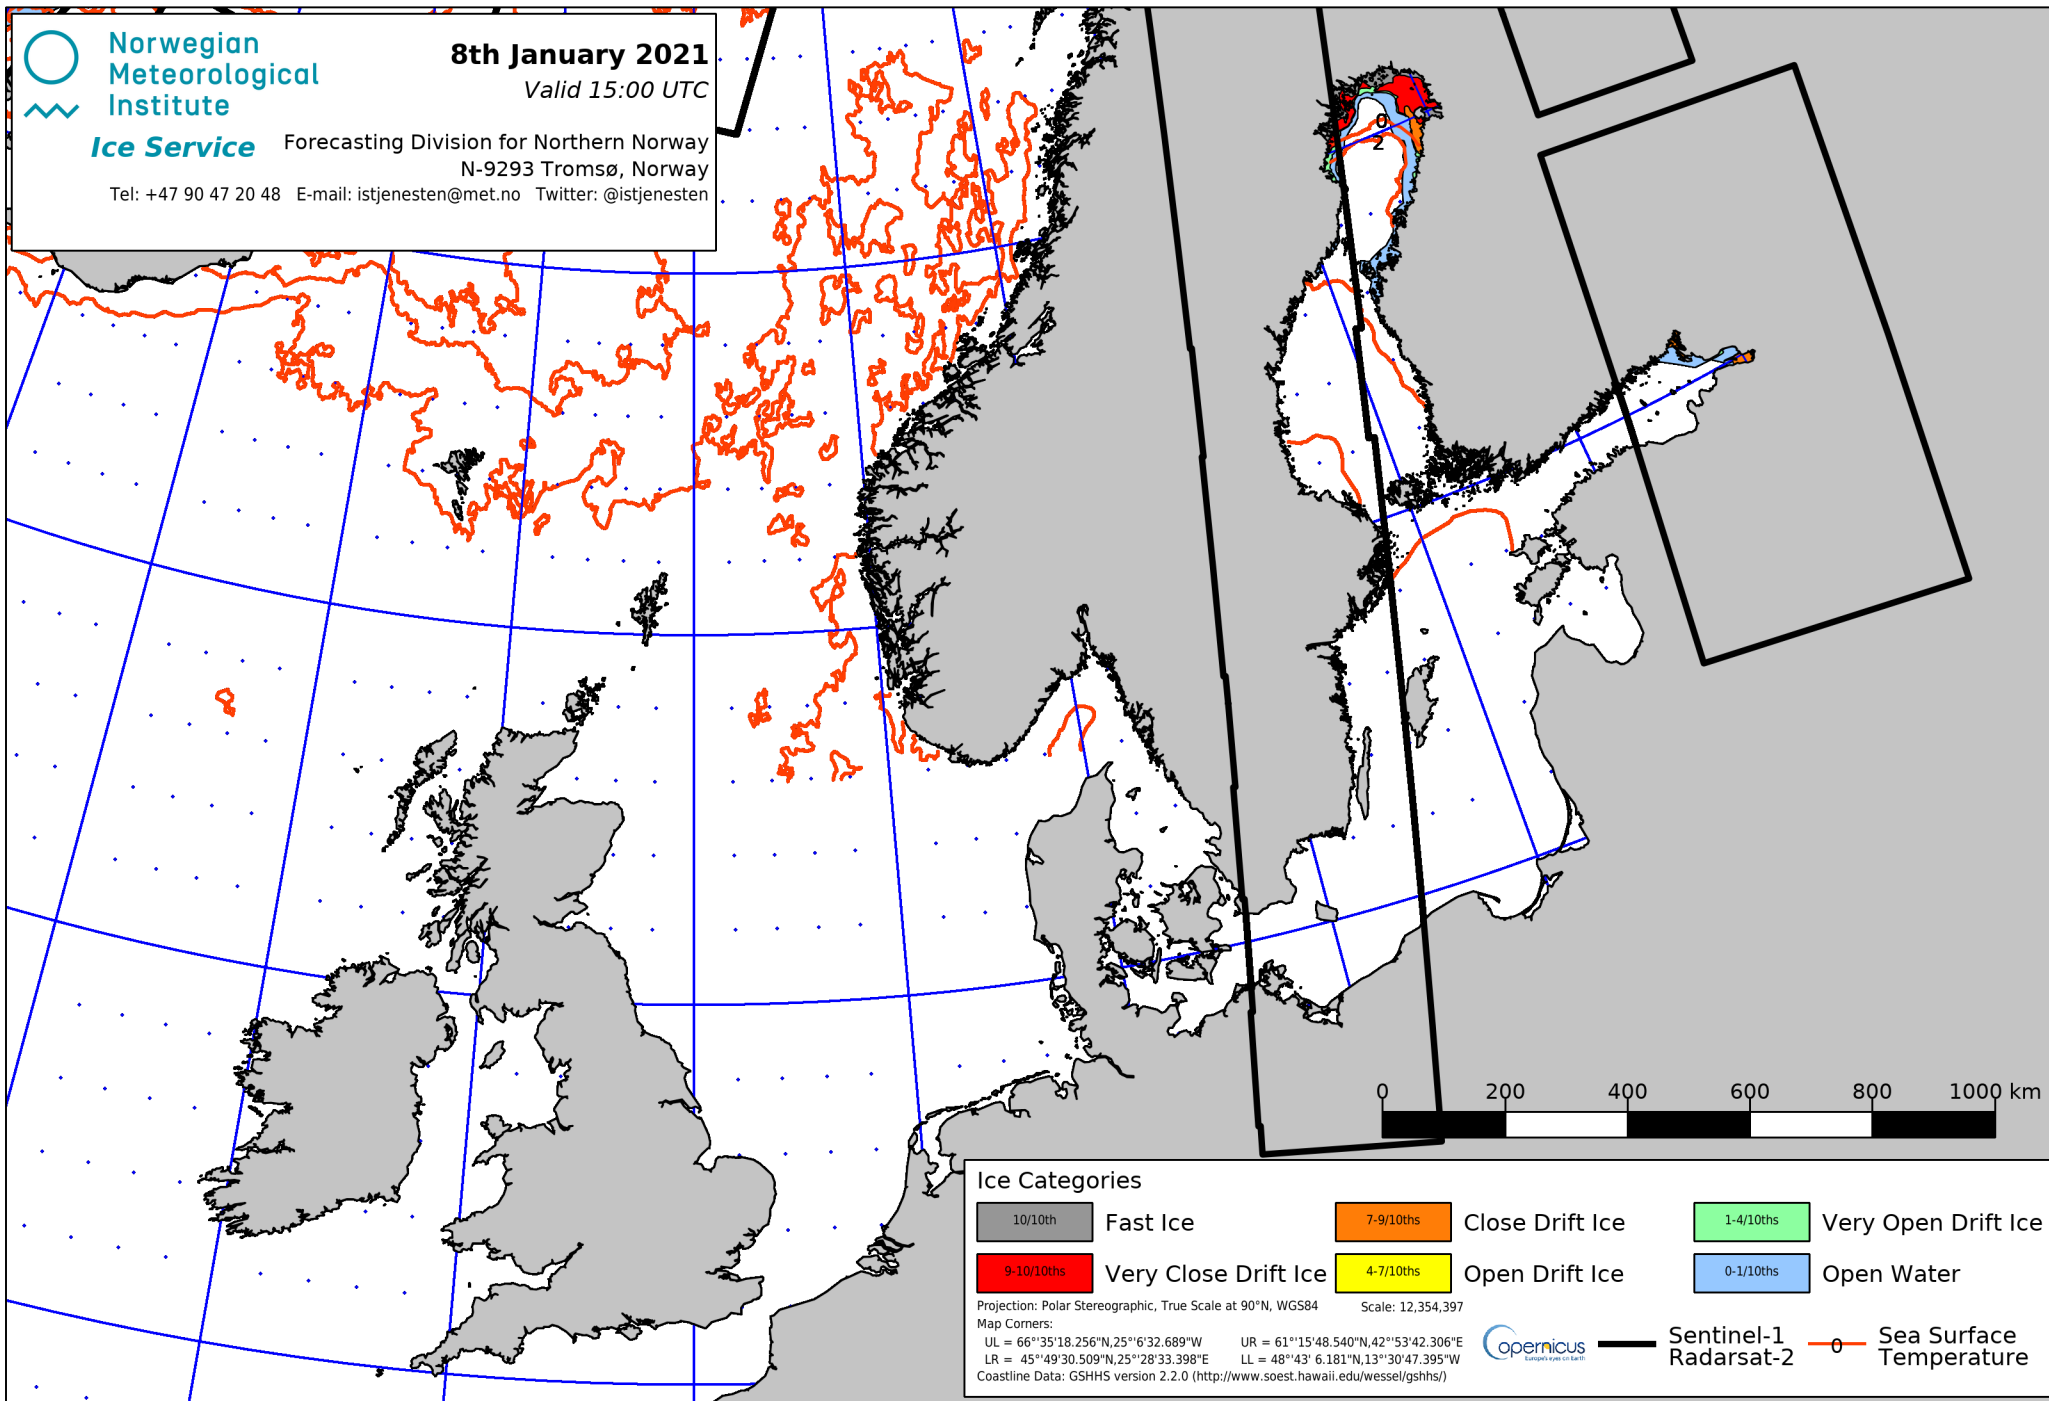 Norwegian
Meteorological
Institute
Ice Service
8th January 2021
Valid 15:00 UTC
Forecasting Division for Northern Norway
N-9293 Tromsø, Norway
Tel: +47 90 47 20 48 E-mail: istjenesten@met.no Twitter: @istjenesten
0
2
0 200 400 600 800 1000 km
Ice Categories
10/10th Fast Ice 7-9/10ths Close Drift Ice 1-4/10ths Very Open Drift Ice
9-10/10ths Very Close Drift Ice 4-7/10ths Open Drift Ice 0-1/10ths Open Water
Projection: Polar Stereographic, True Scale at 90°N, WGS84 Scale: 12,354,397
Map Corners:
UL = 66°'35'18.256"N,25°'6'32.689"W UR = 61°'15'48.540"N,42°'53'42.306"E
LR = 45°'49'30.509"N,25°'28'33.398"E LL = 48°'43' 6.181"N,13°'30'47.395"W
Coastline Data: GSHHS version 2.2.0 (http://www.soest.hawaii.edu/wessel/gshhs/)
Copernicus
Europe's eyes on Earth
Sentinel-1
Radarsat-2
0
Sea Surface
Temperature